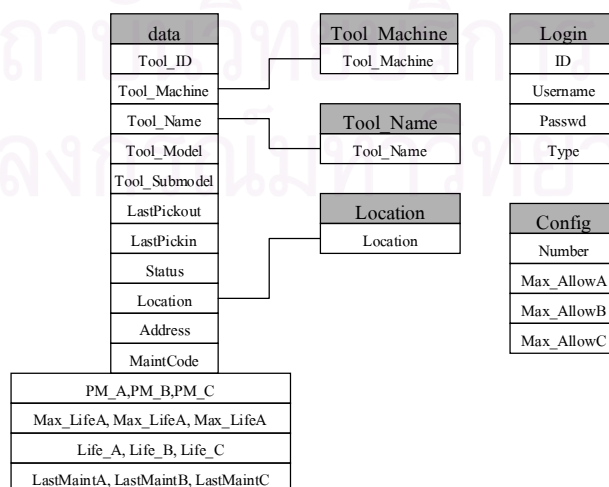 data
Tool_ID
Tool_Machine
Tool_Name
Tool_Model
Tool_Submodel
LastPickout
LastPickin
Status
Location
Address
MaintCode
PM_A,PM_B,PM_C
Max_LifeA, Max_LifeA, Max_LifeA
Life_A, Life_B, Life_C
LastMaintA, LastMaintB, LastMaintC
Tool_Machine
Tool_Machine
Tool_Name
Tool_Name
Location
Location
Login
ID
Username
Passwd
Type
Config
Number
Max_AllowA
Max_AllowB
Max_AllowC